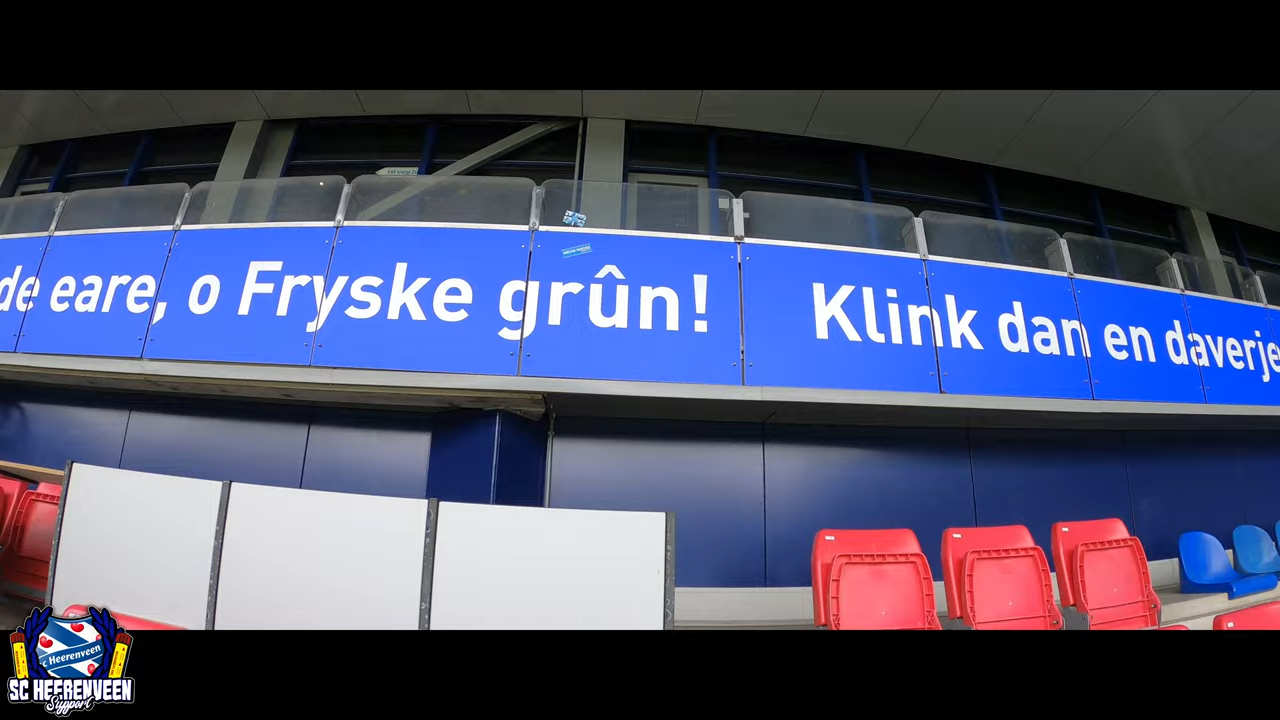 de eare, o Fryske grûn! Klink dan en daverje
c Heerenveen
SC HEERENVEEN
Support